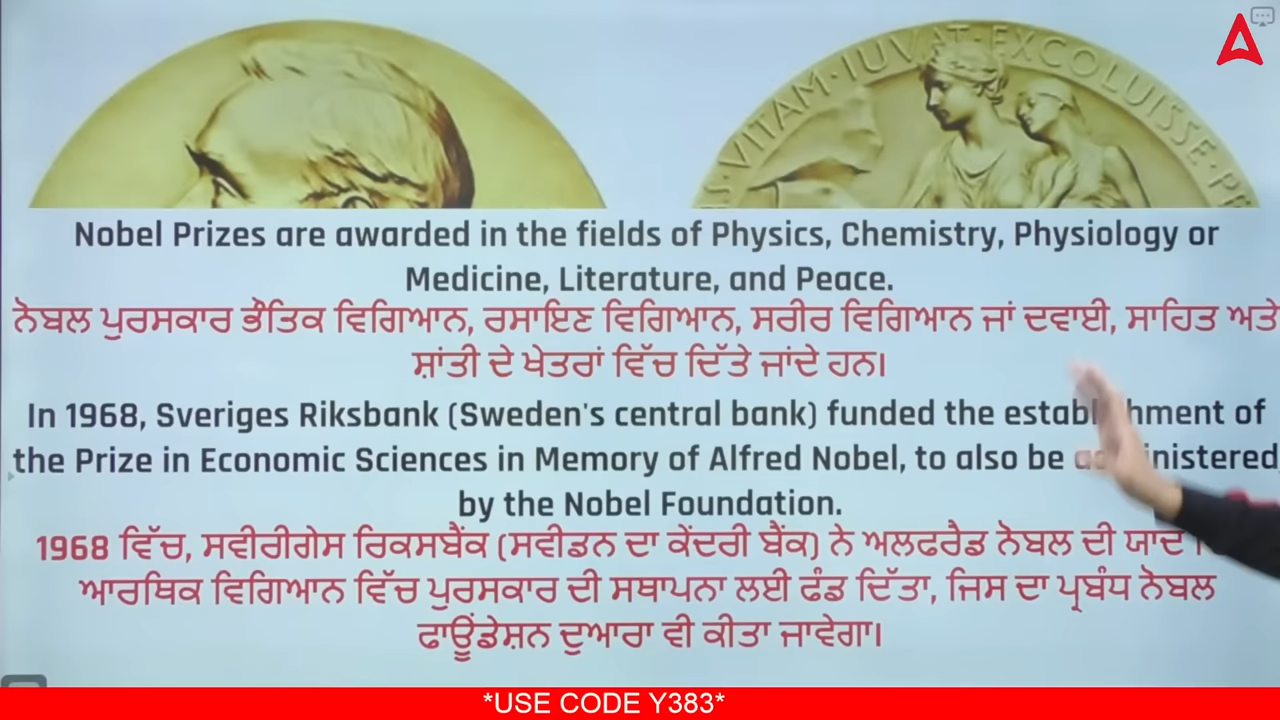 S·VITAM·IUVAT·EXCOLUISSE·P
Nobel Prizes are awarded in the fields of Physics, Chemistry, Physiology or
Medicine, Literature, and Peace.
ਨੋਬਲ ਪੁਰਸਕਾਰ ਭੌਤਿਕ ਵਿਗਿਆਨ, ਰਸਾਇਣ ਵਿਗਿਆਨ, ਸਰੀਰ ਵਿਗਿਆਨ ਜਾਂ ਦਵਾਈ, ਸਾਹਿਤ ਅਤੇ
ਸ਼ਾਂਤੀ ਦੇ ਖੇਤਰਾਂ ਵਿੱਚ ਦਿੱਤੇ ਜਾਂਦੇ ਹਨ।
In 1968, Sveriges Riksbank (Sweden's central bank) funded the of
the Prize in Economic Sciences in Memory of Alfred Nobel, to also be
by the Nobel Foundation.
1968 ਵਿੱਚ, ਸਵੀਰੀਗੇਸ ਰਿਕਸਬੈਂਕ (ਸਵੀਡਨ ਦਾ ਕੇਂਦਰੀ ਬੈਂਕ) ਨੇ ਅਲਫਰੈਡ ਨੋਬਲ ਦੀ ਯਾਦ
ਆਰਥਿਕ ਵਿਗਿਆਨ ਵਿੱਚ ਪੁਰਸਕਾਰ ਦੀ ਸਥਾਪਨਾ ਲਈ ਫੰਡ ਦਿੱਤਾ, ਜਿਸ ਦਾ ਪ੍ਰਬੰਧ ਨੋਬਲ
ਫਾਊਂਡੇਸ਼ਨ ਦੁਆਰਾ ਵੀ ਕੀਤਾ ਜਾਵੇਗਾ।
*USE CODE Y383*